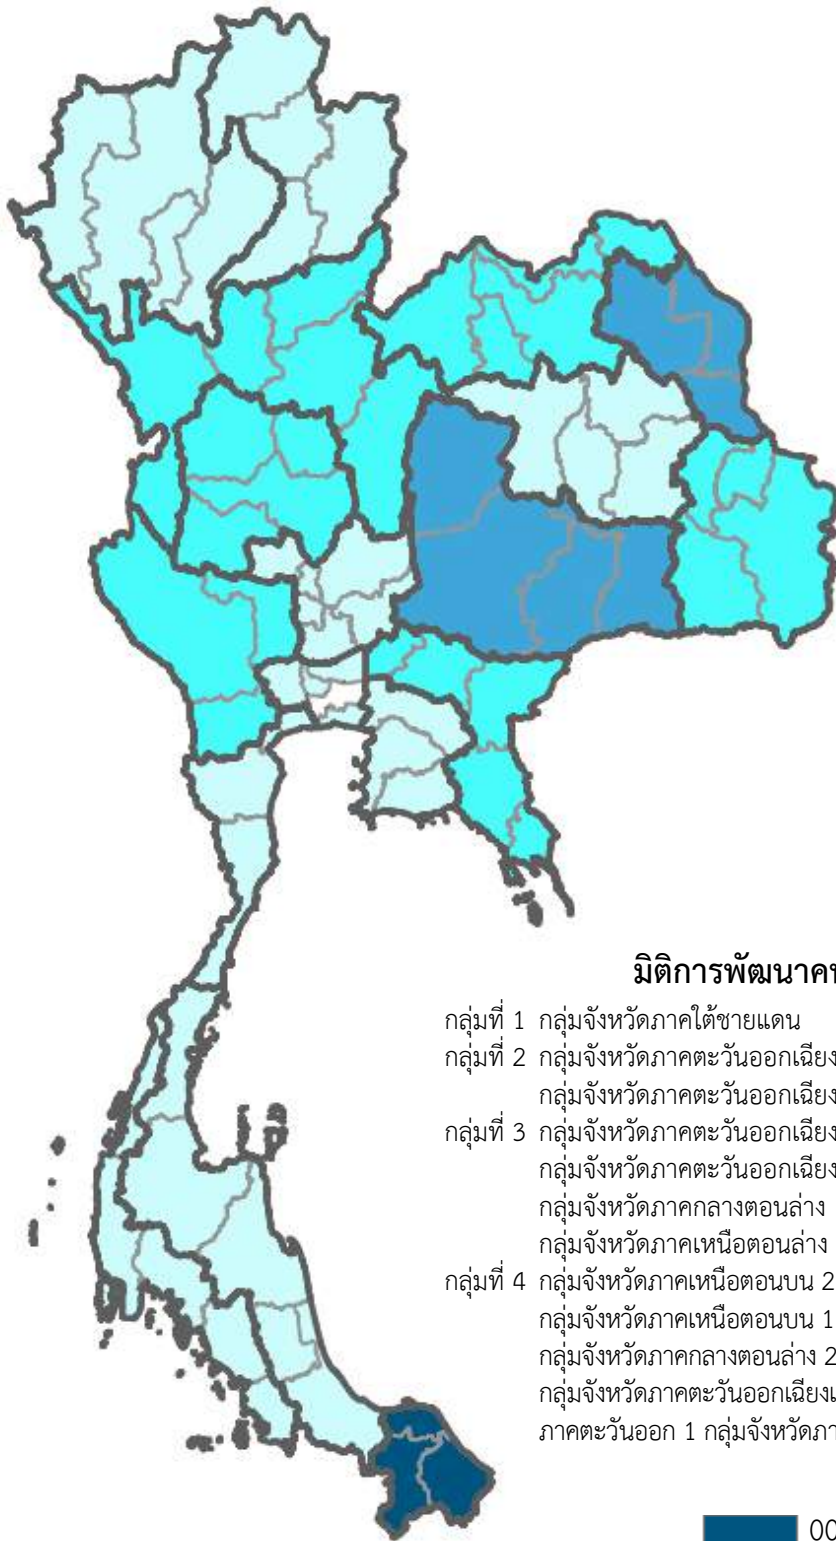 มิติการพัฒนาค
กลุ่มที่ 1 กลุ่มจังหวัดภาคใต้ชายแดน
กลุ่มที่ 2 กลุ่มจังหวัดภาคตะวันออกเฉียง
กลุ่มจังหวัดภาคตะวันออกเฉียง
กลุ่มที่ 3 กลุ่มจังหวัดภาคตะวันออกเฉียง
กลุ่มจังหวัดภาคตะวันออกเฉียง
กลุ่มจังหวัดภาคกลางตอนล่าง
กลุ่มจังหวัดภาคเหนือตอนล่าง
กลุ่มที่ 4 กลุ่มจังหวัดภาคเหนือตอนบน 2
กลุ่มจังหวัดภาคเหนือตอนบน 1
กลุ่มจังหวัดภาคกลางตอนล่าง 2
กลุ่มจังหวัดภาคตะวันออกเฉียงเ
ภาคตะวันออก 1 กลุ่มจังหวัดภา
00